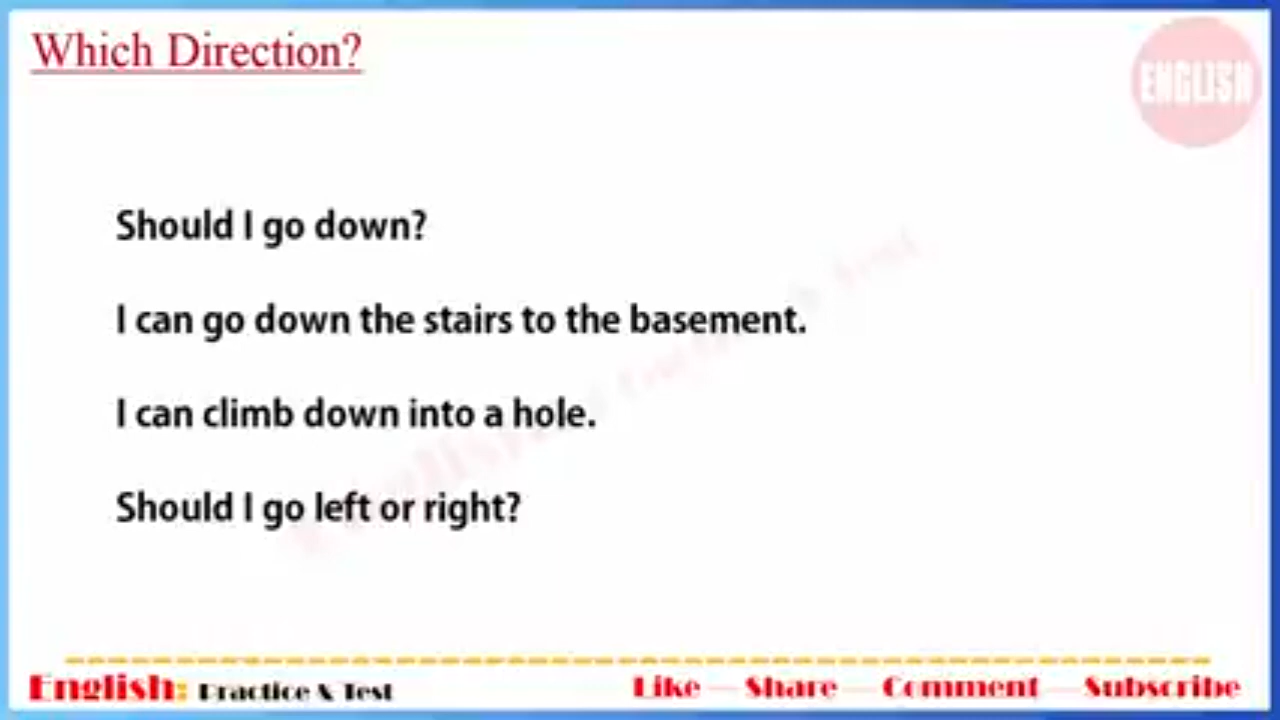 Which Direction?
ENGLISH
Should I go down?
I can go down the stairs to the basement.
I can climb down into a hole.
Should I go left or right?
English: Practice & Test
Like — Share — Comment — Subscribe